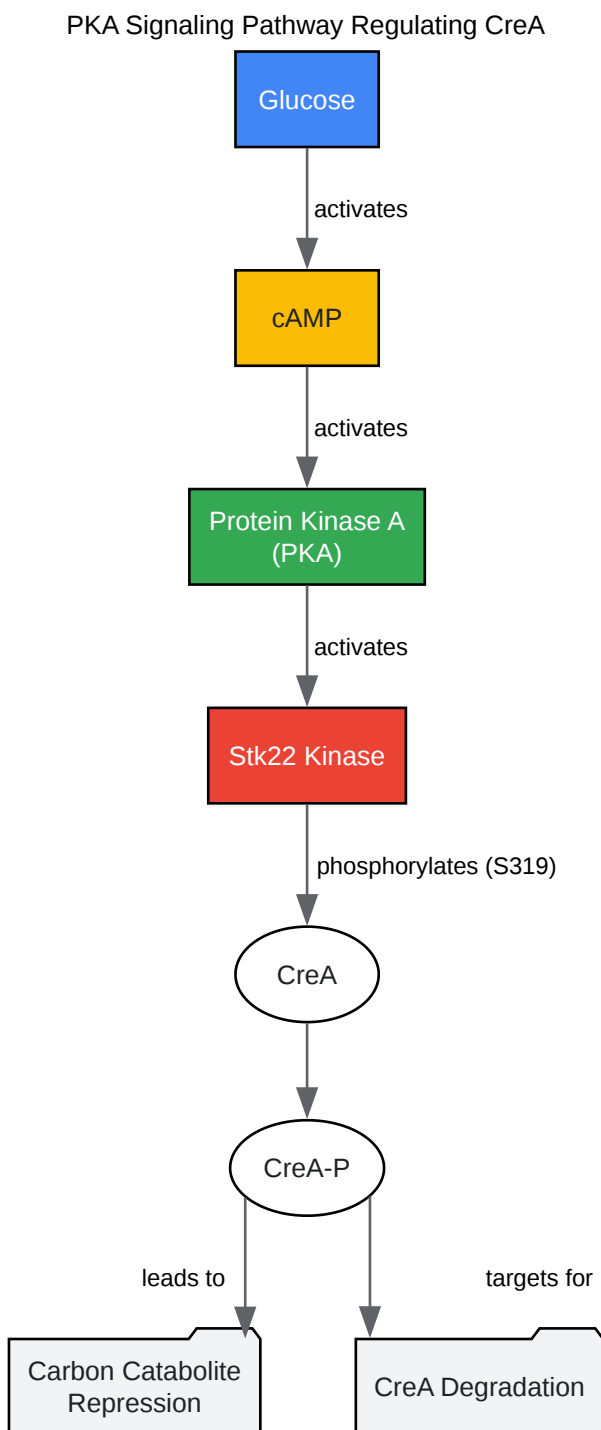 PKA Signaling Pathway Regulating CreA
Glucose
activates
cAMP
activates
Protein Kinase A
(PKA)
activates
Stk22 Kinase
phosphorylates (S319)
CreA
CreA-P
leads to
targets for
Carbon Catabolite
Repression
CreA Degradation